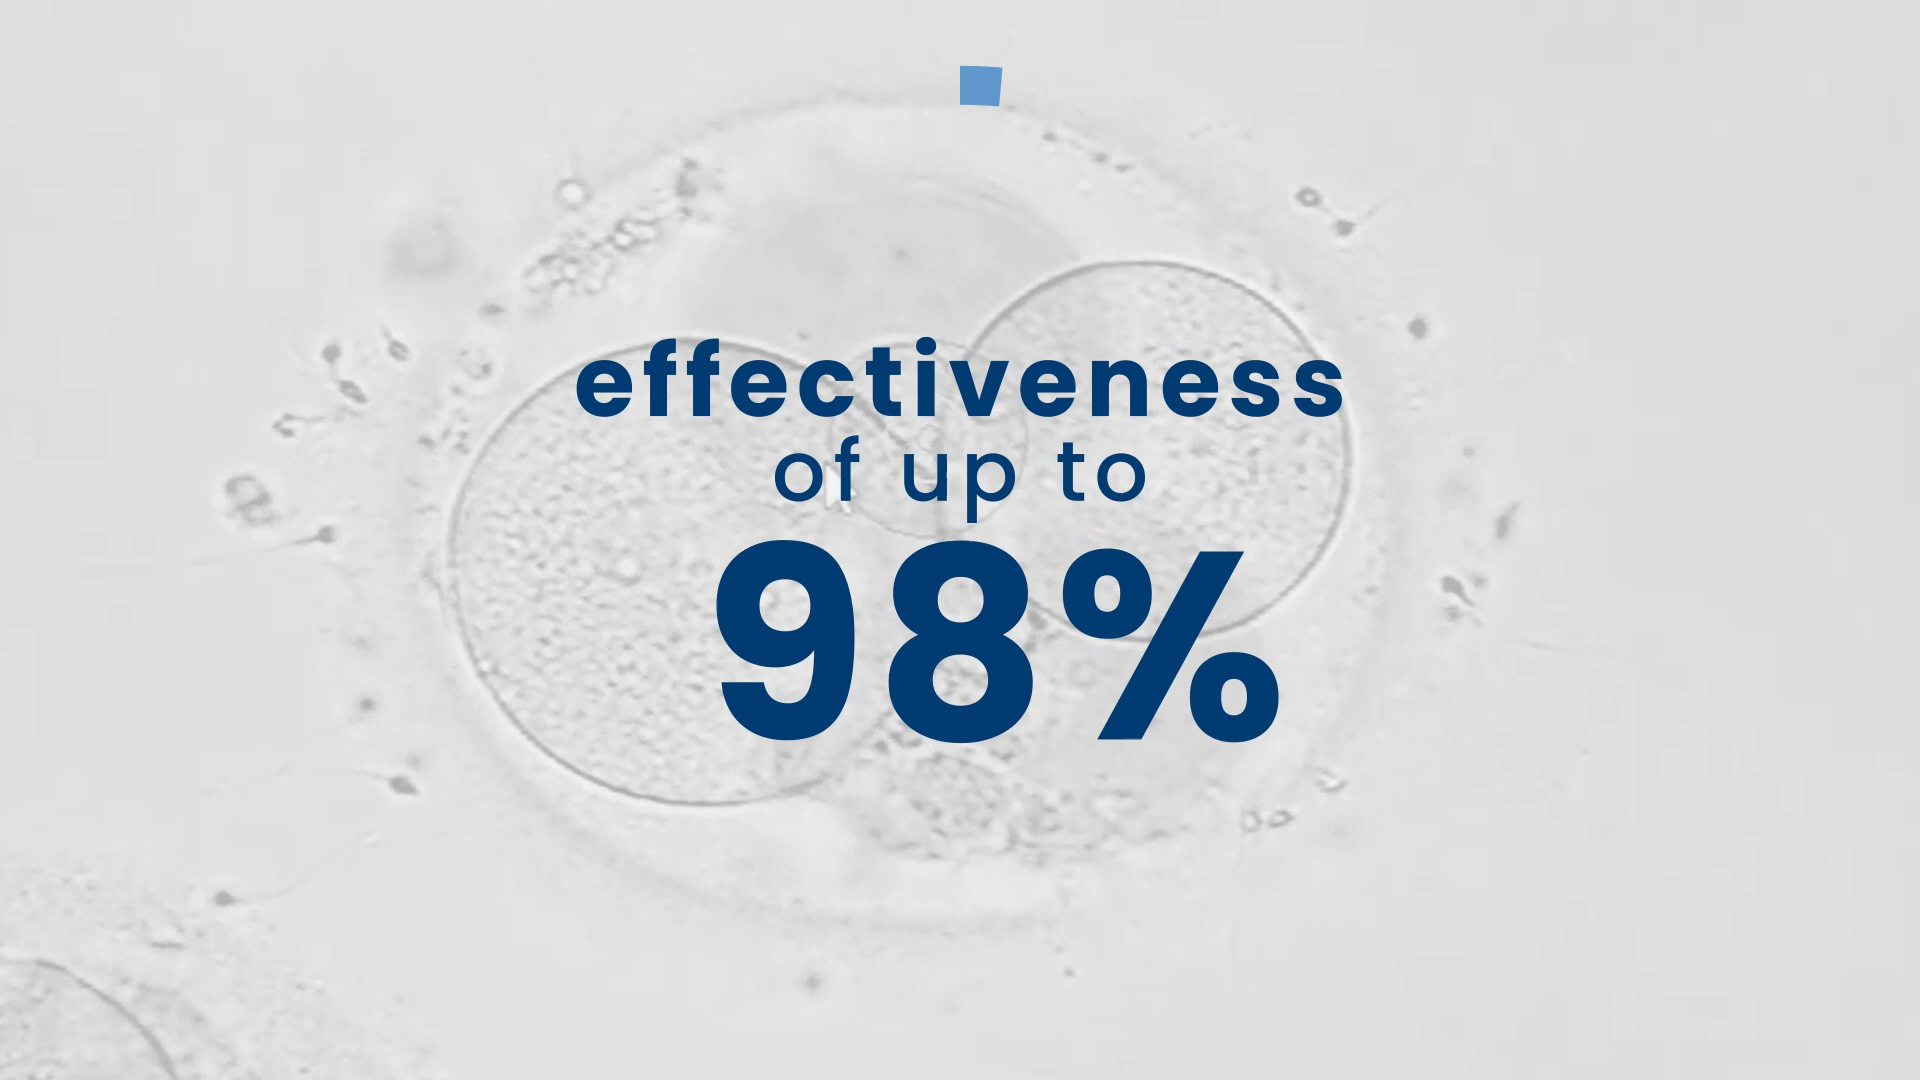 effectiveness
of up to
98%